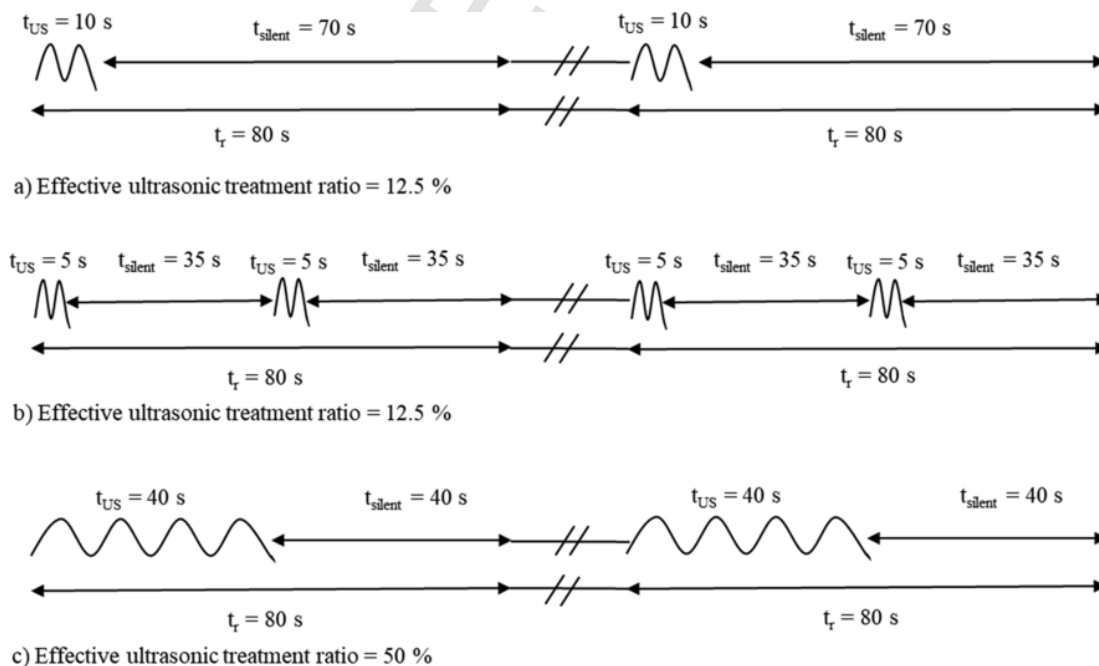 t_US = 10 s t_silent = 70 s t_US = 10 s t_silent = 70 s
t_r = 80 s t_r = 80 s
a) Effective ultrasonic treatment ratio = 12.5 %
t_US = 5 s t_silent = 35 s t_US = 5 s t_silent = 35 s t_US = 5 s t_silent = 35 s t_US = 5 s t_silent = 35 s
t_r = 80 s t_r = 80 s
b) Effective ultrasonic treatment ratio = 12.5 %
t_US = 40 s t_silent = 40 s t_US = 40 s t_silent = 40 s
t_r = 80 s t_r = 80 s
c) Effective ultrasonic treatment ratio = 50 %